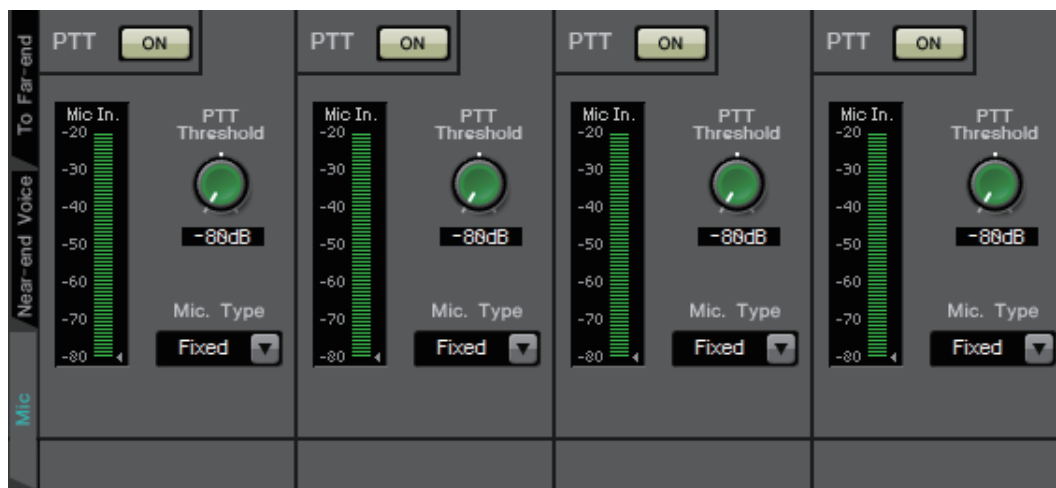 To Far-end
Near-end Voice
Mic
PTT ON
Mic In.
-20
-30
-40
-50
-60
-70
-80
PTT
Threshold
-80dB
Mic. Type
Fixed
PTT ON
Mic In.
-20
-30
-40
-50
-60
-70
-80
PTT
Threshold
-80dB
Mic. Type
Fixed
PTT ON
Mic In.
-20
-30
-40
-50
-60
-70
-80
PTT
Threshold
-80dB
Mic. Type
Fixed
PTT ON
Mic In.
-20
-30
-40
-50
-60
-70
-80
PTT
Threshold
-80dB
Mic. Type
Fixed